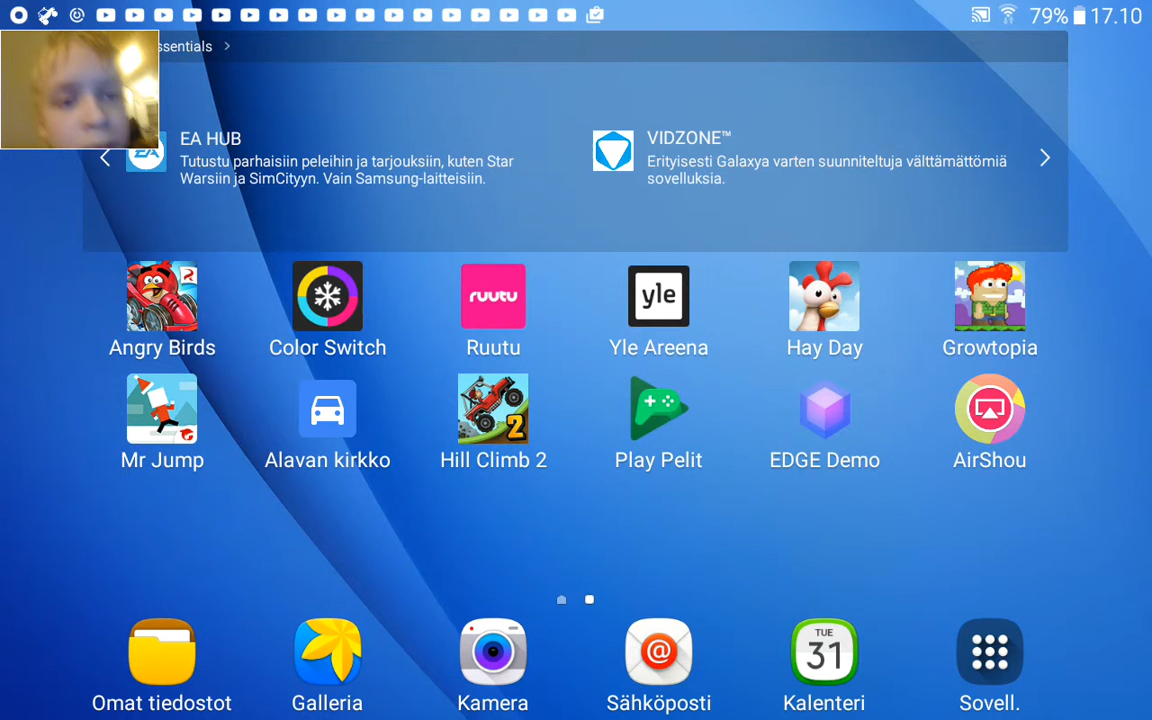 79% 17.10
ssentials
EA HUB
Tutustu parhaisiin peleihin ja tarjouksiin, kuten Star
Warsiin ja SimCityyn. Vain Samsung-laitteisiin.
EA
VIDZONE™
Erityisesti Galaxya varten suunniteltuja välttämättömiä
sovelluksia.
R
ruutu
yle
Angry Birds
Color Switch
Ruutu
Yle Areena
Hay Day
Growtopia
2
Mr Jump
Alavan kirkko
Hill Climb 2
Play Pelit
EDGE Demo
AirShou
@
TUE
31
Omat tiedostot
Galleria
Kamera
Sähköposti
Kalenteri
Sovell.